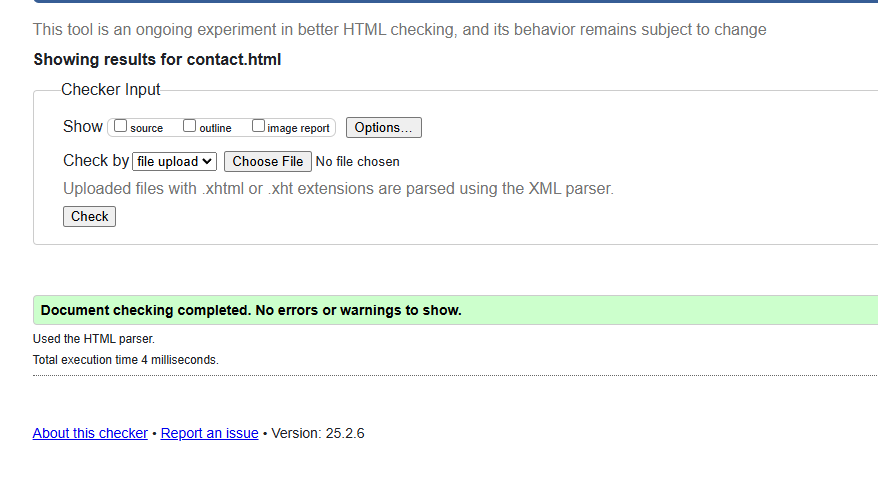 This tool is an ongoing experiment in better HTML checking, and its behavior remains subject to change
Showing results for contact.html
Checker Input
Show source outline image report Options...
Check by file upload Choose File No file chosen
Uploaded files with .xhtml or .xht extensions are parsed using the XML parser.
Check
Document checking completed. No errors or warnings to show.
Used the HTML parser.
Total execution time 4 milliseconds.
About this checker • Report an issue • Version: 25.2.6